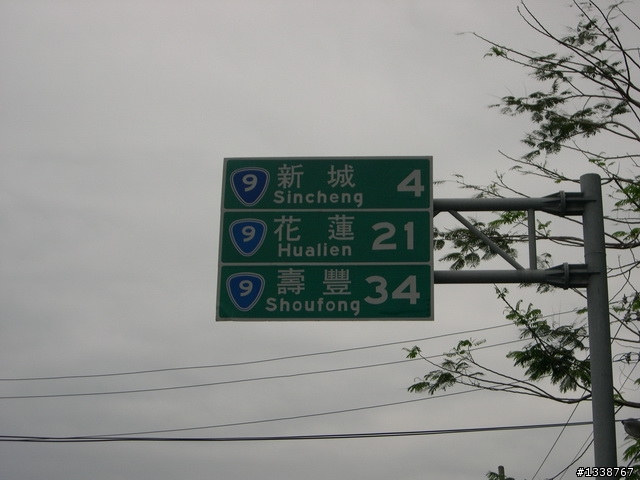 9 新城 4
Sincheng
9 花蓮 21
Hualien
9 壽豐 34
Shoufong
#1338767